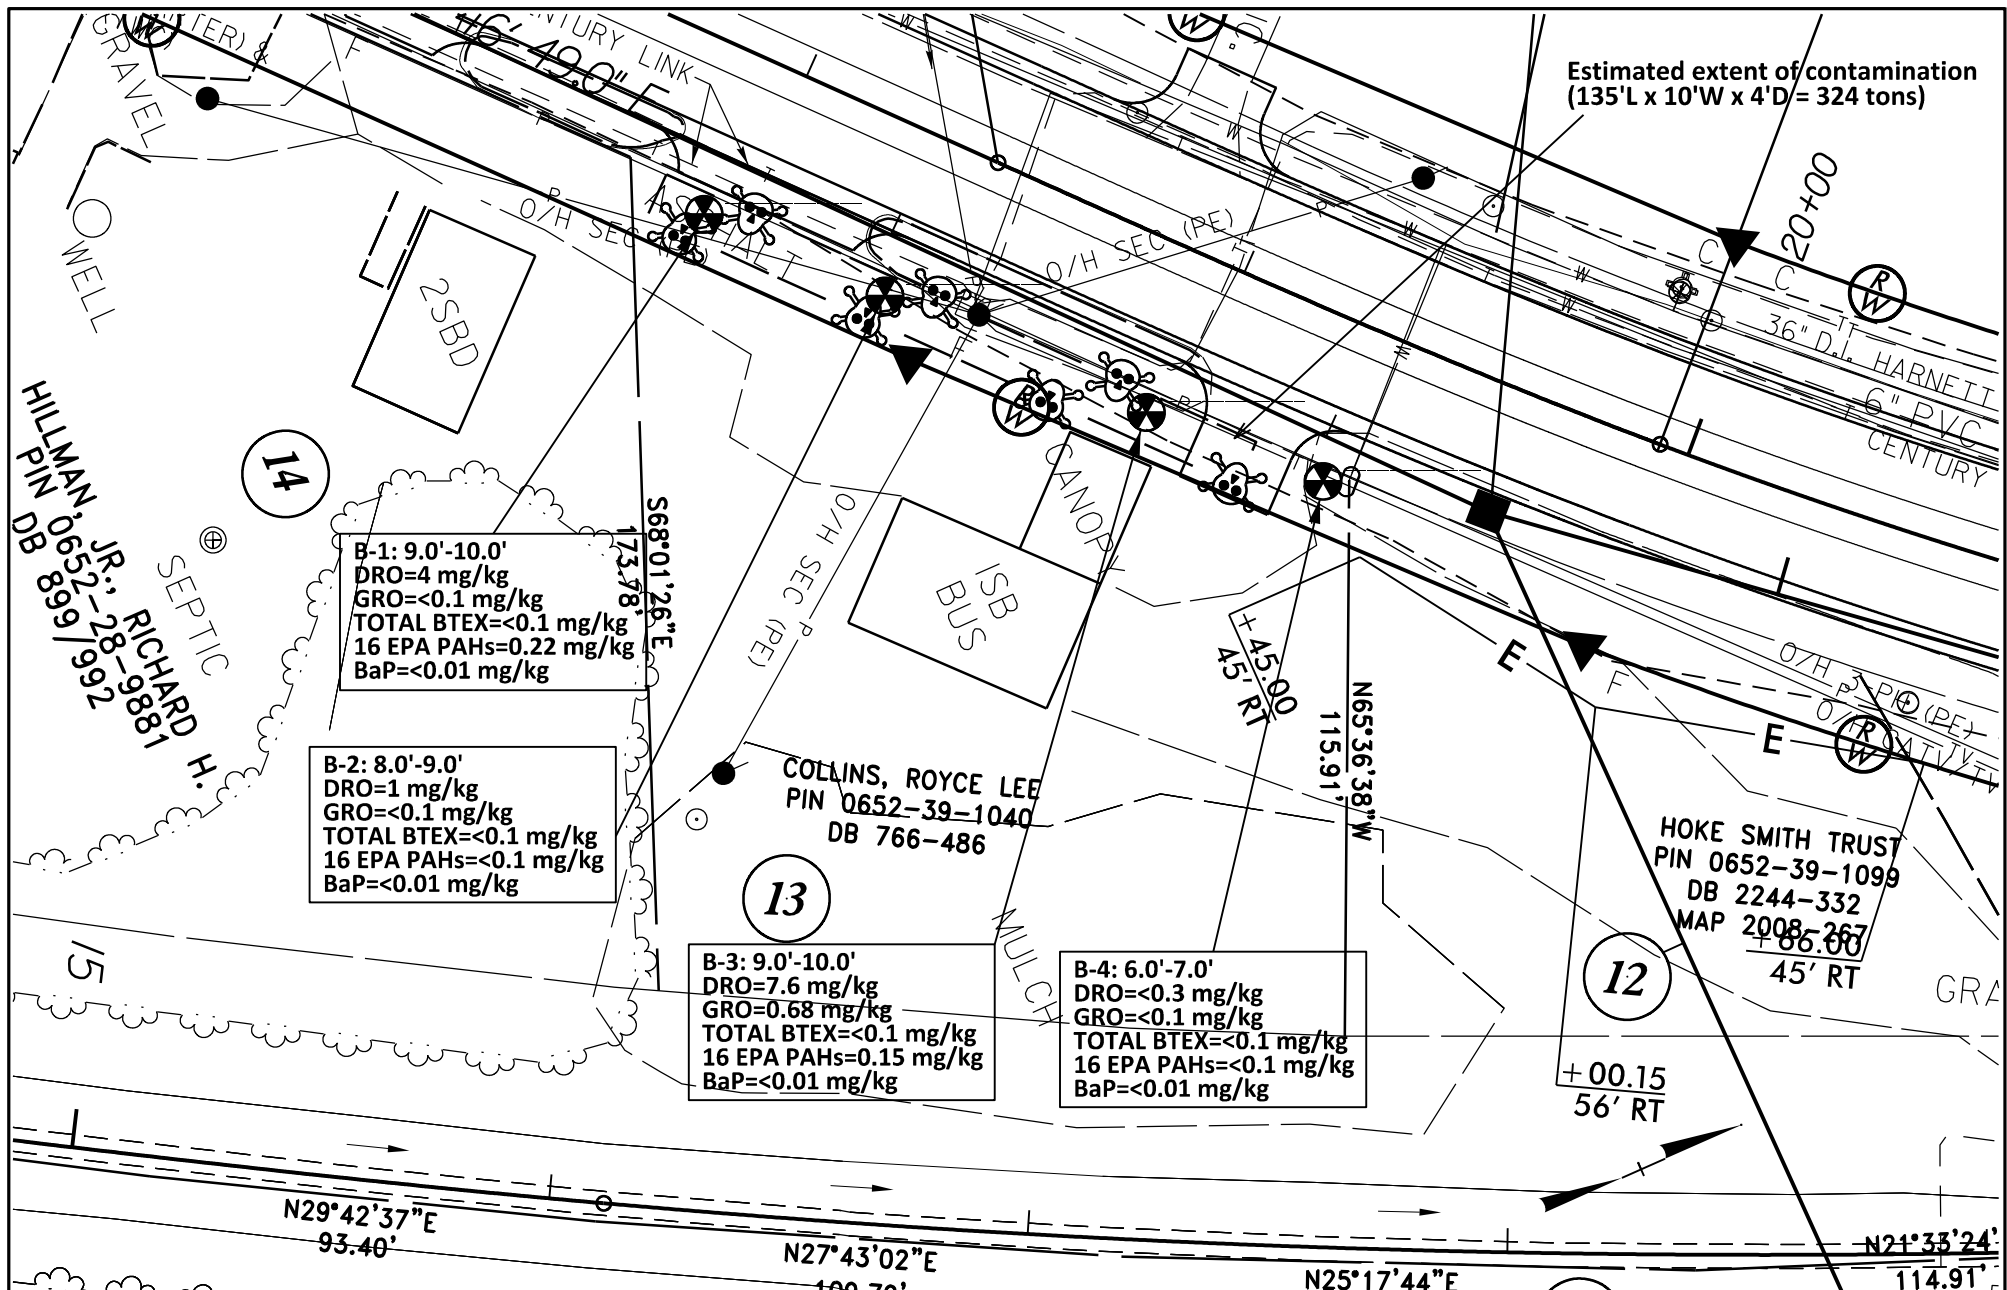 TER) &
F
46' 49.0"
CENTURY LINK
W
R/W
Estimated extent of contamination
(135'L x 10'W x 4'D = 324 tons)
GRAVEL
WELL
O/H SEC (PE)
ASPHALT
O/H SEC (PE)
20+00
C
C
R
W
36" D.I. HARNETT
6" PVC
CENTURY
2SBD
14
HILLMAN, JR., RICHARD H.
PIN 0652-28-9881
DB 899/992
SEPTIC
S68°01'26"E
173.78'
CANOP
ISB
BUS
O/H SEC (PE)
B-1: 9.0'-10.0'
DRO=4 mg/kg
GRO=<0.1 mg/kg
TOTAL BTEX=<0.1 mg/kg
16 EPA PAHs=0.22 mg/kg
BaP=<0.01 mg/kg
+45.00
45' RT
N65°36'38"W
115.91'
E
E
F
O/H 3-PH (PE)
R
W
B-2: 8.0'-9.0'
DRO=1 mg/kg
GRO=<0.1 mg/kg
TOTAL BTEX=<0.1 mg/kg
16 EPA PAHs=<0.1 mg/kg
BaP=<0.01 mg/kg
COLLINS, ROYCE LEE
PIN 0652-39-1040
DB 766-486
13
HOKE SMITH TRUST
PIN 0652-39-1099
DB 2244-332
MAP 2008-267
+66.00
45' RT
12
15
MULCH
GRA
B-3: 9.0'-10.0'
DRO=7.6 mg/kg
GRO=0.68 mg/kg
TOTAL BTEX=<0.1 mg/kg
16 EPA PAHs=0.15 mg/kg
BaP=<0.01 mg/kg
B-4: 6.0'-7.0'
DRO=<0.3 mg/kg
GRO=<0.1 mg/kg
TOTAL BTEX=<0.1 mg/kg
16 EPA PAHs=<0.1 mg/kg
BaP=<0.01 mg/kg
+00.15
56' RT
N29°42'37"E
93.40'
N27°43'02"E
N25°17'44"E
N21°33'24"
114.91'